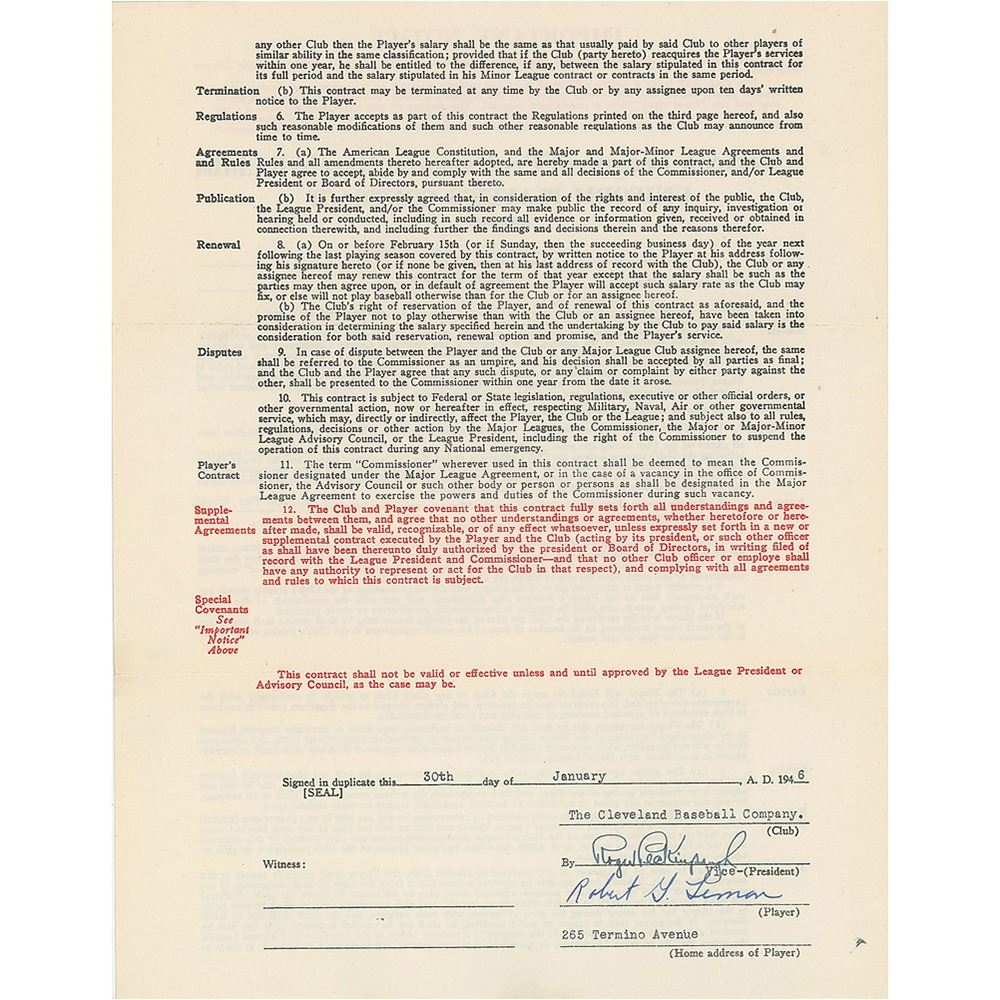 any other Club then the Player's salary shall be the same as that usually paid by said Club to other players of
similar ability in the same classification; provided that if the Club (party hereto) reacquires the Player's services
within one year, he shall be entitled to the difference, if any, between the salary stipulated in this contract for
its full period and the salary stipulated in his Minor League contract or contracts in the same period.
Termination (b) This contract may be terminated at any time by the Club or by any assignee upon ten days' written
notice to the Player.
Regulations 6. The Player accepts as part of this contract the Regulations printed on the third page hereof, and also
such reasonable modifications of them and such other reasonable regulations as the Club may announce from
time to time.
Agreements 7. (a) The American League Constitution, and the Major and Major-Minor League Agreements and
and Rules Rules and all amendments thereto hereafter adopted, are hereby made a part of this contract, and the Club and
Player agree to accept, abide by and comply with the same and all decisions of the Commissioner, and/or League
President or Board of Directors, pursuant thereto.
Publication (b) It is further expressly agreed that, in consideration of the rights and interest of the public, the Club,
the League President, and/or the Commissioner may make public the record of any inquiry, investigation or
hearing held or conducted, including in such record all evidence or information given, received or obtained in
connection therewith, and including further the findings and decisions therein and the reasons therefor.
Renewal 8. (a) On or before February 15th (or if Sunday, then the succeeding business day) of the year next
following the last playing season covered by this contract, by written notice to the Player at his address follow-
ing his signature hereto (or if none be given, then at his last address of record with the Club), the Club or any
assignee hereof may renew this contract for the term of that year except that the salary shall be such as the
parties may then agree upon, or in default of agreement the Player will accept such salary rate as the Club may
fix, or else will not play baseball otherwise than for the Club or for an assignee hereof.
(b) The Club's right of reservation of the Player, and of renewal of this contract as aforesaid, and the
promise of the Player not to play otherwise than with the Club or an assignee hereof, have been taken into
consideration in determining the salary specified herein and the undertaking by the Club to pay said salary is the
consideration for both said reservation, renewal option and promise, and the Player's service.
Disputes 9. In case of dispute between the Player and the Club or any Major League Club assignee hereof, the same
shall be referred to the Commissioner as an umpire, and his decision shall be accepted by all parties as final;
and the Club and the Player agree that any such dispute, or any claim or complaint by either party against the
other, shall be presented to the Commissioner within one year from the date it arose.
10. This contract is subject to Federal or State legislation, regulations, executive or other official orders, or
other governmental action, now or hereafter in effect, respecting Military, Naval, Air or other governmental
service, which may, directly or indirectly, affect the Player, the Club or the League; and subject also to all rules,
regulations, decisions or other action by the Major Leagues, the Commissioner, the Major or Major-Minor
League Advisory Council, or the League President, including the right of the Commissioner to suspend the
operation of this contract during any National emergency.
Player's 11. The term "Commissioner" wherever used in this contract shall be deemed to mean the Commis-
Contract sioner designated under the Major League Agreement, or in the case of a vacancy in the office of Commis-
sioner, the Advisory Council or such other body or person or persons as shall be designated in the Major
League Agreement to exercise the powers and duties of the Commissioner during such vacancy.
Supple- 12. The Club and Player covenant that this contract fully sets forth all understandings and agree-
mental ments between them, and agree that no other understandings or agreements, whether heretofore or here-
Agreements after made, shall be valid, recognizable, or of any effect whatsoever, unless expressly set forth in a new or
supplemental contract executed by the Player and the Club (acting by its president, or such other officer
as shall have been thereunto duly authorized by the president or Board of Directors, in writing filed of
record with the League President and Commissioner—and that no other Club officer or employe shall
have any authority to represent or act for the Club in that respect), and complying with all agreements
and rules to which this contract is subject.
Special
Covenants
See
"Important
Notice"
Above
This contract shall not be valid or effective unless and until approved by the League President or
Advisory Council, as the case may be.
Signed in duplicate this 30th day of January, A. D. 1946
[SEAL]
The Cleveland Baseball Company.
(Club)
Witness: By Roger Peckinpaugh
Vice-(President)
Robert G. Lemon
(Player)
265 Termino Avenue
(Home address of Player)